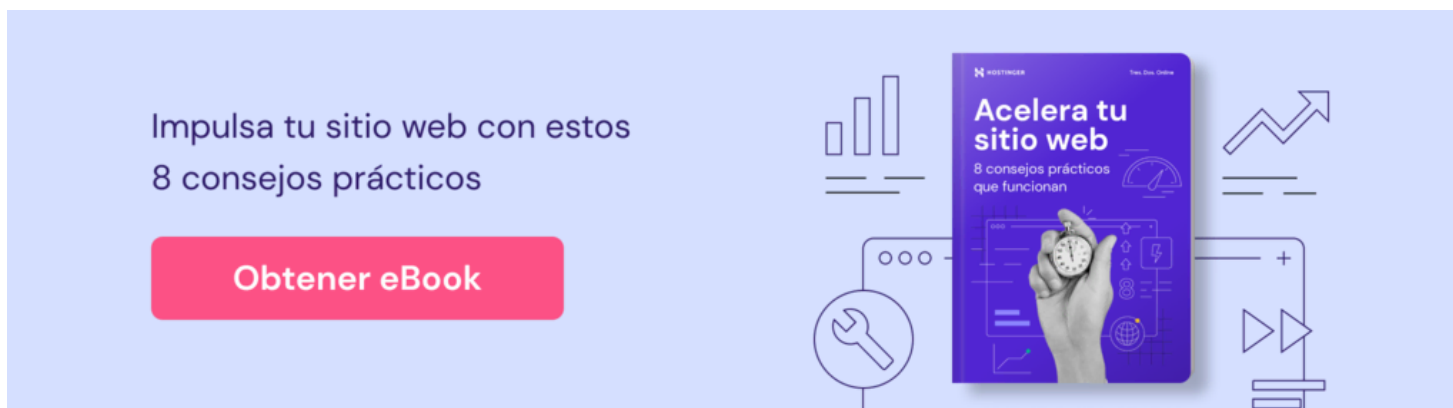 Impulsa tu sitio web con estos
8 consejos prácticos
Obtener eBook
HOSTINGER
Tres, Dos, Online
Acelera tu
sitio web
8 consejos prácticos
que funcionan
8